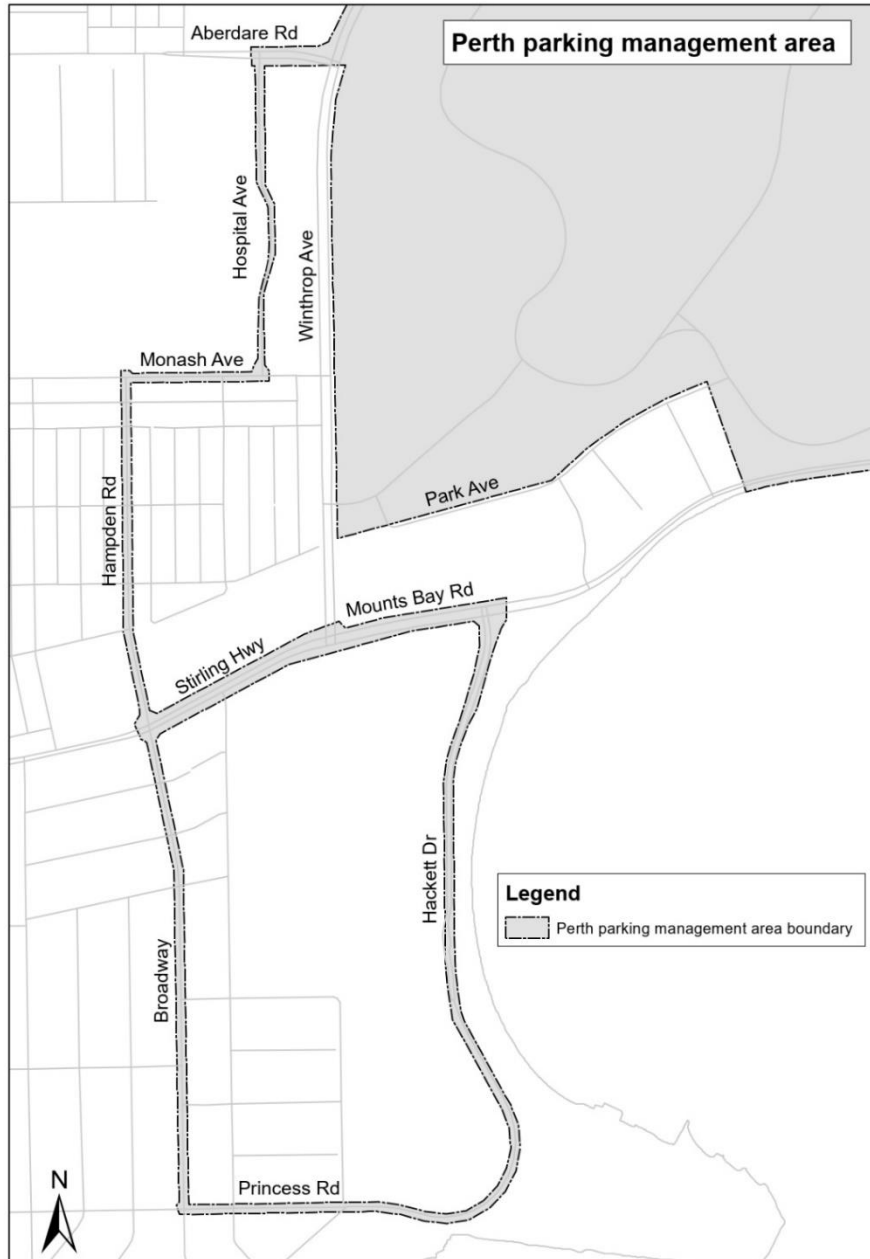 Aberdare Rd
Perth parking management area
Hospital Ave
Winthrop Ave
Monash Ave
Hampden Rd
Park Ave
Mounts Bay Rd
Stirling Hwy
Hackett Dr
Legend
Perth parking management area boundary
Broadway
Princess Rd
N